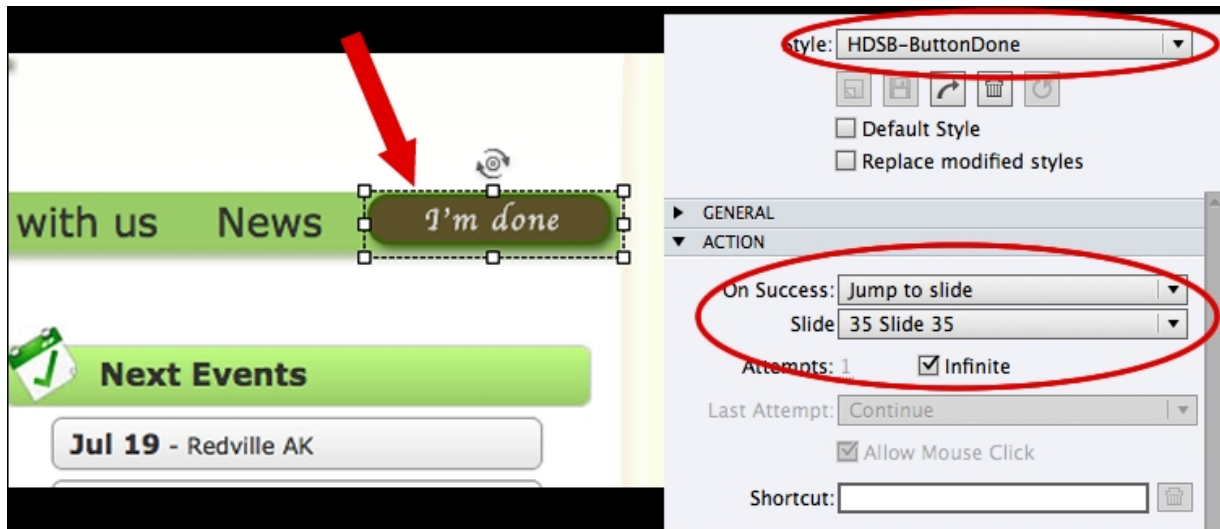 with us News I'm done
Next Events
Jul 19 - Redville AK
Style: HDSB-ButtonDone
Default Style
Replace modified styles
GENERAL
ACTION
On Success: Jump to slide
Slide 35 Slide 35
Attempts: 1 Infinite
Last Attempt: Continue
Allow Mouse Click
Shortcut: